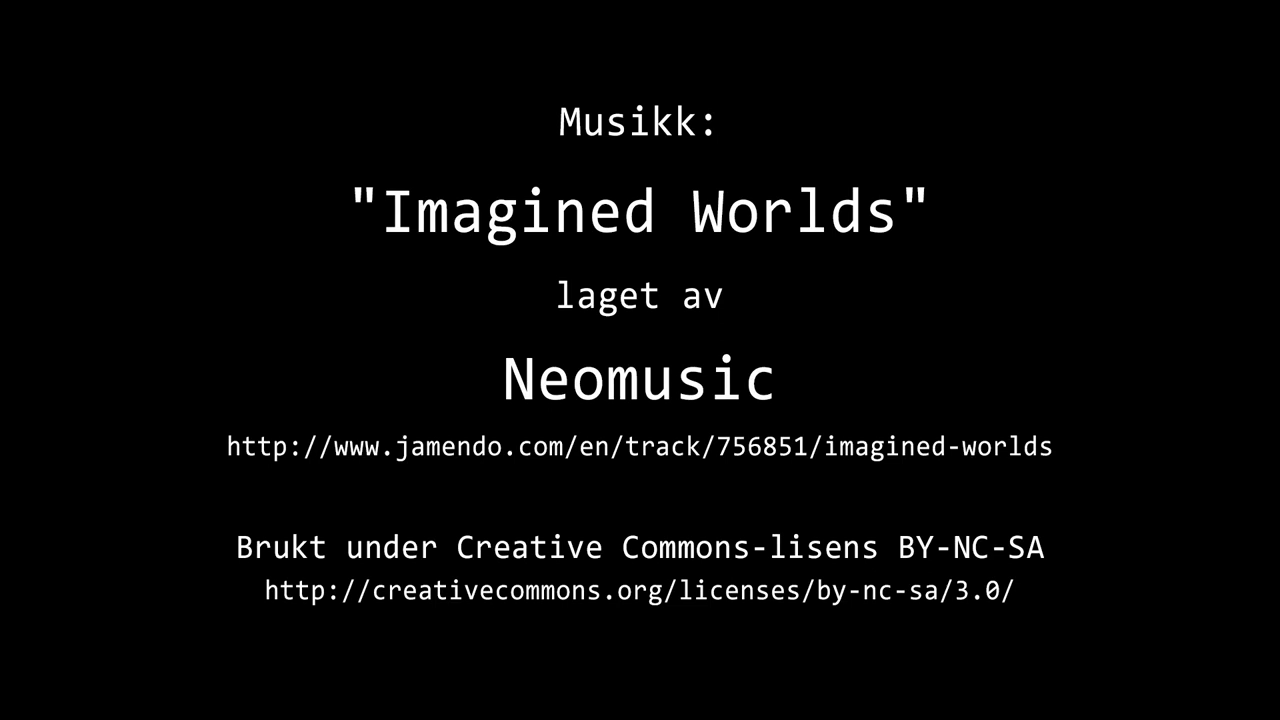 Musikk:
"Imagined Worlds"
laget av
Neomusic
http://www.jamendo.com/en/track/756851/imagined-worlds
Brukt under Creative Commons-lisens BY-NC-SA
http://creativecommons.org/licenses/by-nc-sa/3.0/